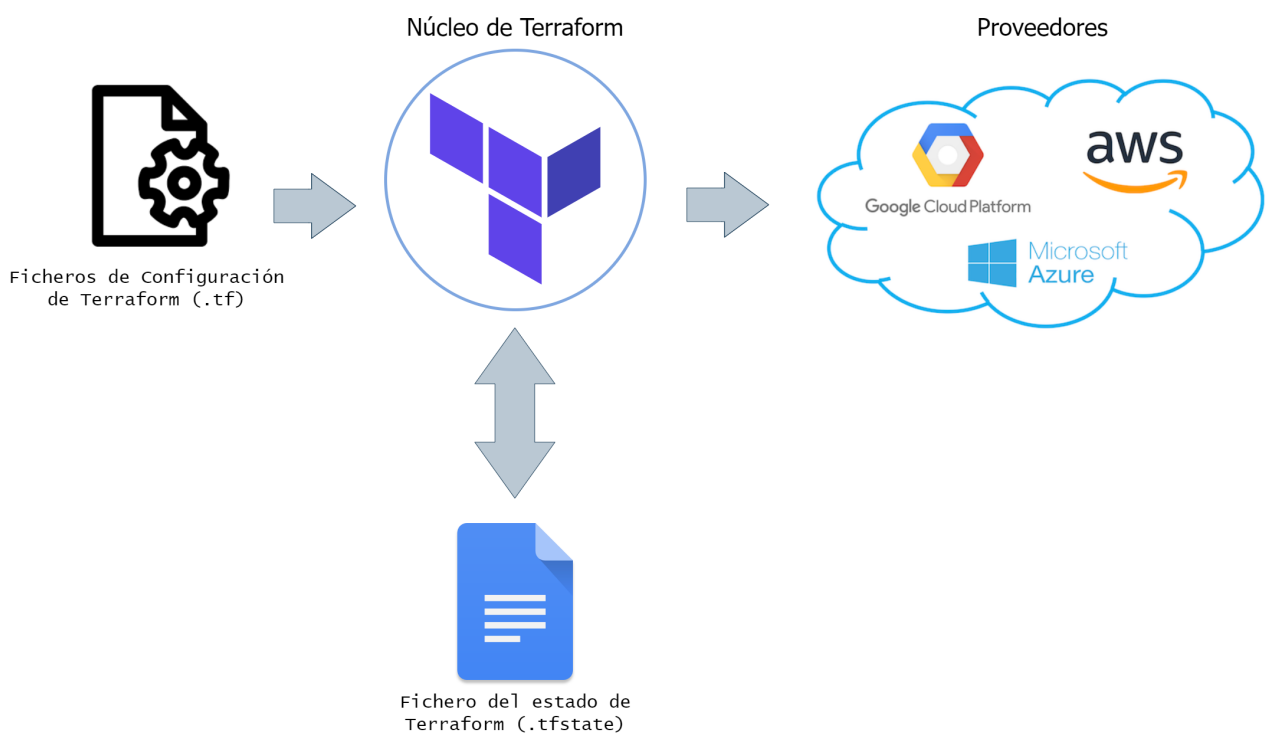 Núcleo de Terraform
Proveedores
Google Cloud Platform
aws
Microsoft
Azure
Ficheros de Configuración
de Terraform (.tf)
Fichero del estado de
Terraform (.tfstate)